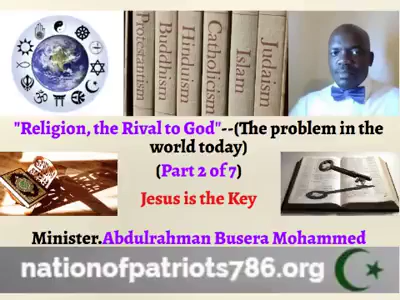 Protestantism
Buddhism
Hinduism
Catholicism
Islam
Judaism
"Religion, the Rival to God"--(The problem in the
world today)
(Part 2 of 7)
Jesus is the Key
Minister.Abdulrahman Busera Mohammed
nationofpatriots786.org